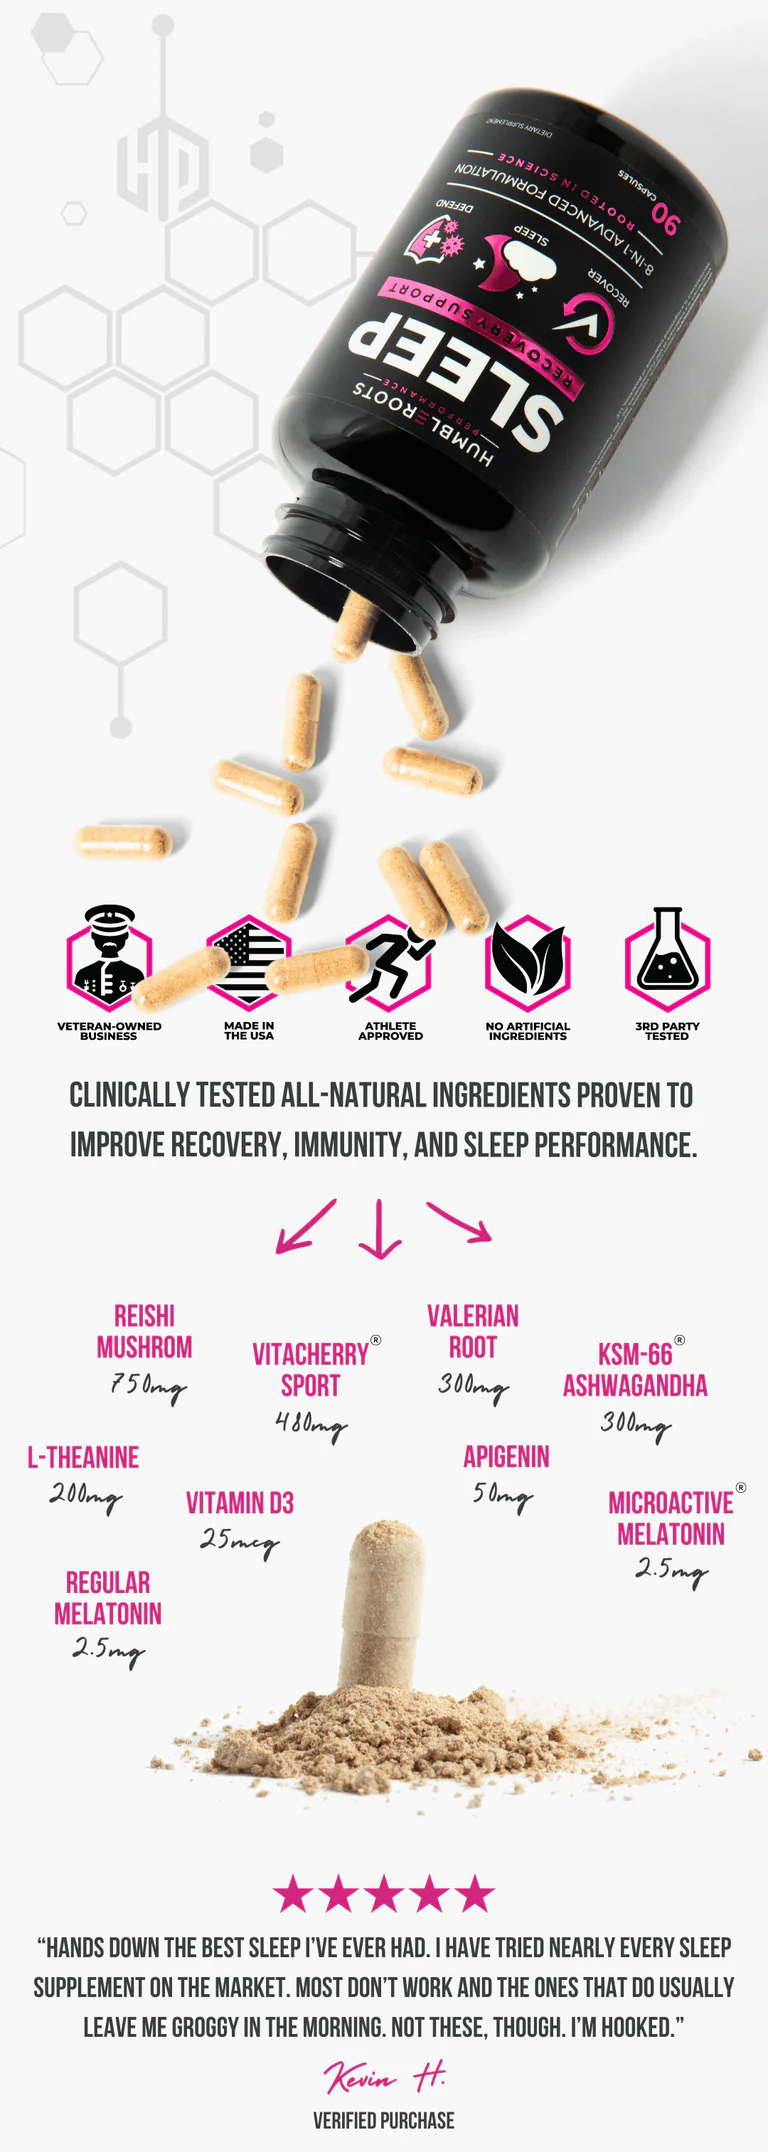 HUMBL ROOTS
PERFORMANCE
SLEEP
RECOVERY SUPPORT
RECOVER
SLEEP
DEFEND
8-IN-1 ADVANCED FORMULATION
ROOTED IN SCIENCE
90
CAPSULES
DIETARY SUPPLEMENT
VETERAN-OWNED
BUSINESS
MADE IN
THE USA
ATHLETE
APPROVED
NO ARTIFICIAL
INGREDIENTS
3RD PARTY
TESTED
CLINICALLY TESTED ALL-NATURAL INGREDIENTS PROVEN TO
IMPROVE RECOVERY, IMMUNITY, AND SLEEP PERFORMANCE.
REISHI
MUSHROM
750mg
VITACHERRY®
SPORT
480mg
VALERIAN
ROOT
300mg
KSM-66®
ASHWAGANDHA
300mg
L-THEANINE
200mg
VITAMIN D3
25mcg
APIGENIN
50mg
MICROACTIVE®
MELATONIN
2.5mg
REGULAR
MELATONIN
2.5mg
“HANDS DOWN THE BEST SLEEP I’VE EVER HAD. I HAVE TRIED NEARLY EVERY SLEEP
SUPPLEMENT ON THE MARKET. MOST DON’T WORK AND THE ONES THAT DO USUALLY
LEAVE ME GROGGY IN THE MORNING. NOT THESE, THOUGH. I’M HOOKED.”
Kevin H.
VERIFIED PURCHASE